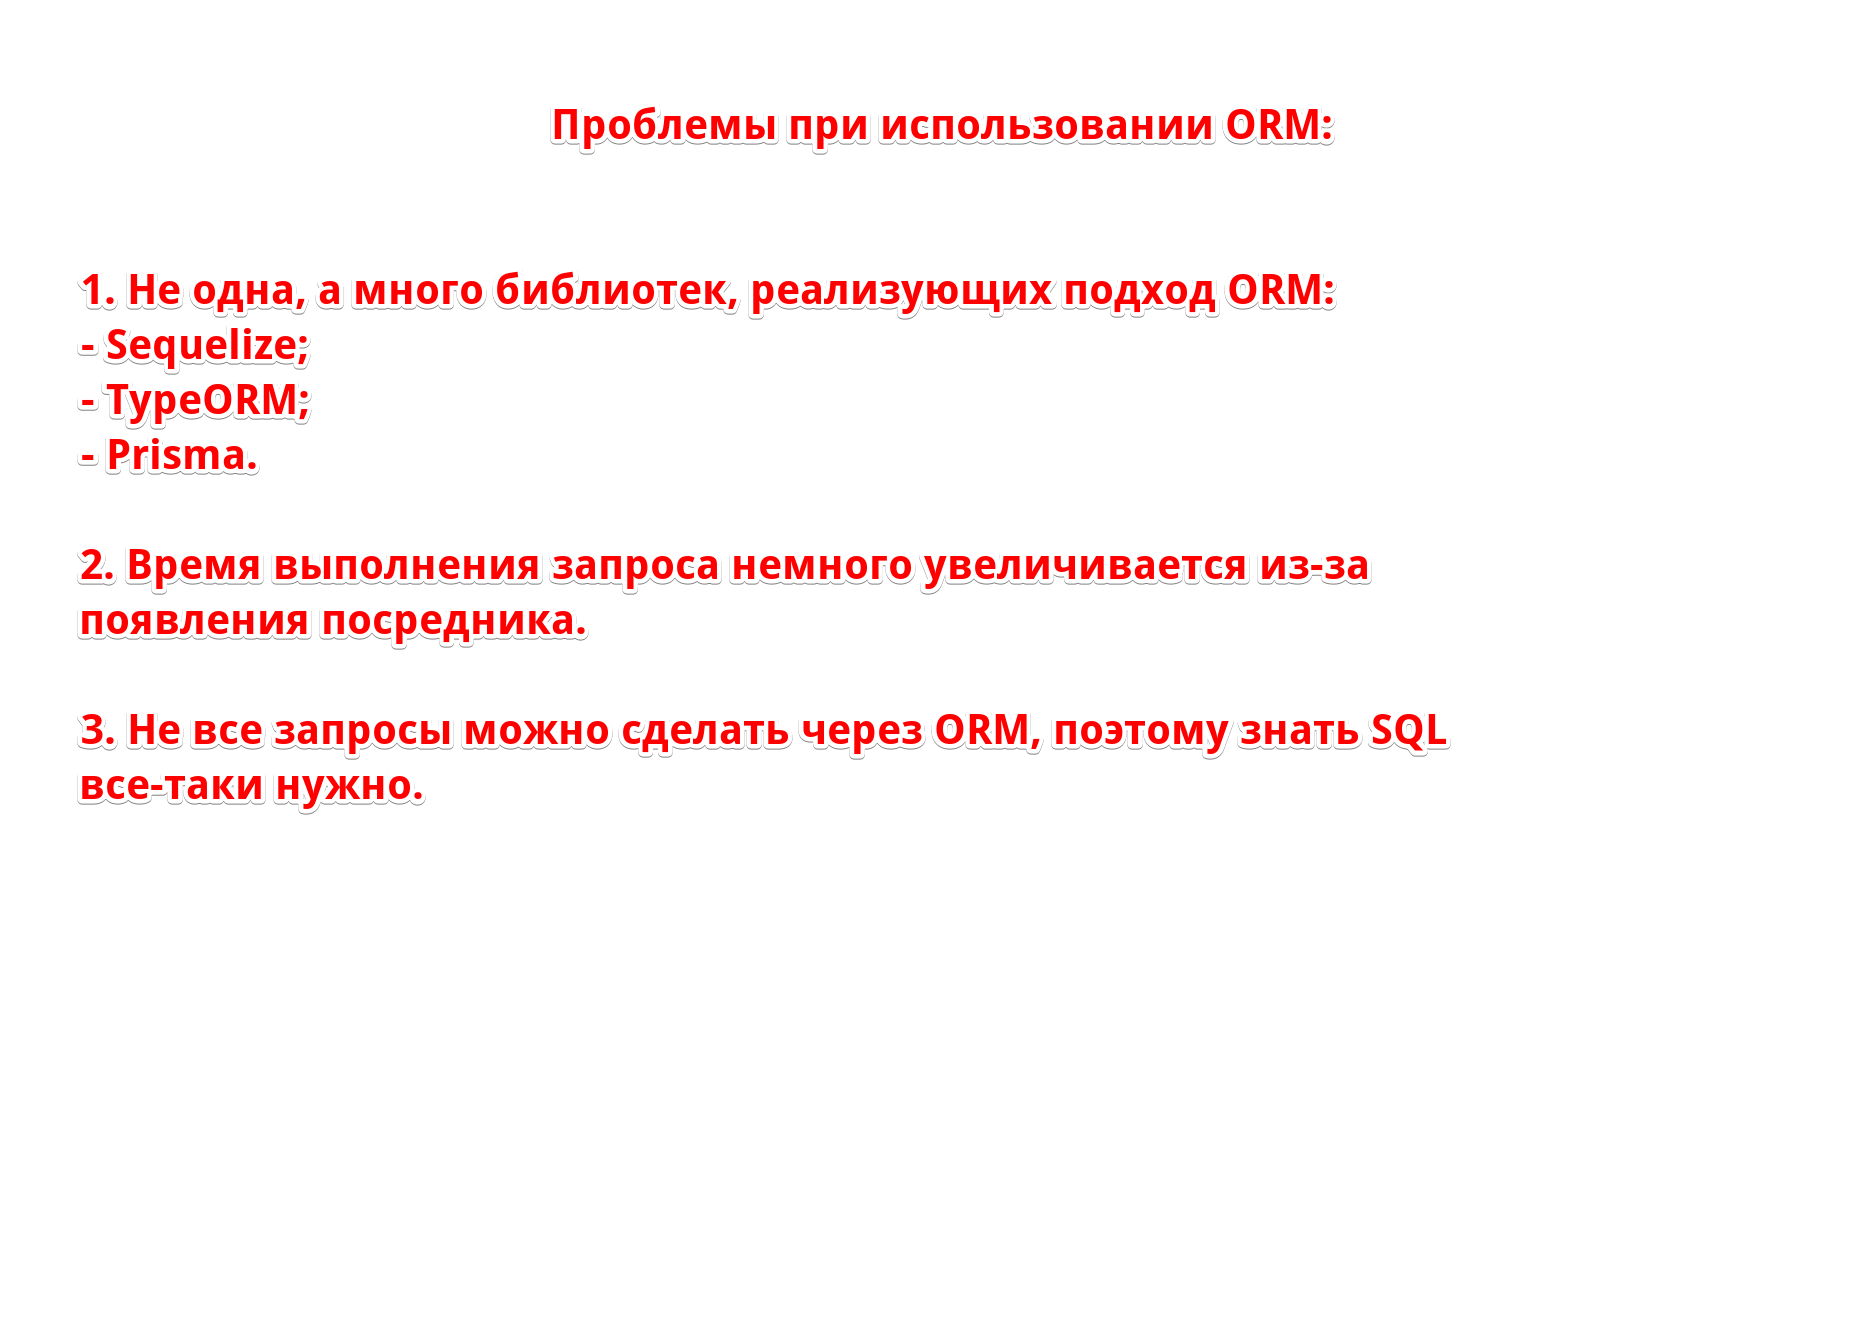 Проблемы при использовании ORM:
1. Не одна, а много библиотек, реализующих подход ORM:
- Sequelize;
- TypeORM;
- Prisma.
2. Время выполнения запроса немного увеличивается из-за
появления посредника.
3. Не все запросы можно сделать через ORM, поэтому знать SQL
все-таки нужно.